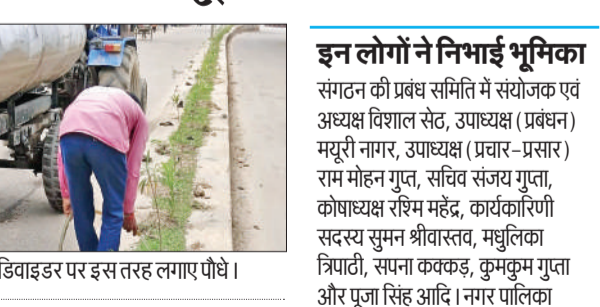 डिवाइडर पर इस तरह लगाए पौधे।
इन लोगों ने निभाई भूमिका
संगठन की प्रबंध समिति में संयोजक एवं
अध्यक्ष विशाल सेठ, उपाध्यक्ष (प्रबंधन)
मयूरी नागर, उपाध्यक्ष (प्रचार-प्रसार)
राम मोहन गुप्त, सचिव संजय गुप्ता,
कोषाध्यक्ष रश्मि महेंद्र, कार्यकारिणी
सदस्य सुमन श्रीवास्तव, मधुलिका
त्रिपाठी, सपना कक्कड़, कुमकुम गुप्ता
और पूजा सिंह आदि। नगर पालिका